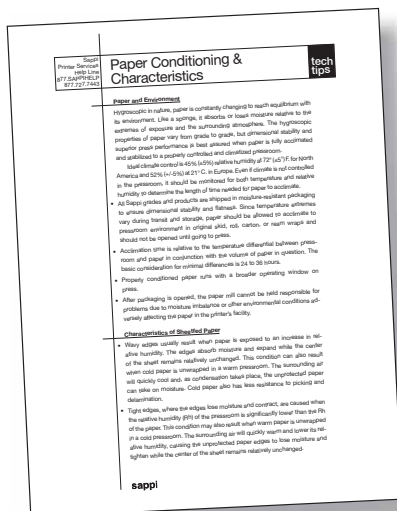 Sappi
Printer Services
Help Line
877.SAPPIHELP
877.727.7443
Paper Conditioning &
Characteristics
tech
tips
Paper and Environment
Hygroscopic in nature, paper is constantly changing to reach equilibrium with
its environment. Like a sponge, it absorbs or loses moisture relative to the
extremes of exposure and the surrounding atmosphere. The hygroscopic
properties of paper vary from grade to grade, but dimensional stability and
superior press performance is best assured when paper is fully acclimated
and stabilized to a properly controlled and climatized pressroom.
Ideal climate control is 45% (±5%) relative humidity at 72° (±5°) F. for North
America and 52% (+/-5%) at 21° C. in Europe. Even if climate is not controlled
in the pressroom, it should be monitored for both temperature and relative
humidity to determine the length of time needed for paper to acclimate.
• All Sappi grades and products are shipped in moisture-resistant packaging
to ensure dimensional stability and flatness. Since temperature extremes
vary during transit and storage, paper should be allowed to acclimate to
pressroom environment in original skid, roll, carton, or ream wraps and
should not be opened until going to press.
• Acclimation time is relative to the temperature differential between press-
room and paper in conjunction with the volume of paper in question. The
basic consideration for minimal differences is 24 to 36 hours.
• Properly conditioned paper runs with a broader operating window on
press.
• After packaging is opened, the paper mill cannot be held responsible for
problems due to moisture imbalance or other environmental conditions ad-
versely affecting the paper in the printer's facility.
Characteristics of Sheetfed Paper
• Wavy edges usually result when paper is exposed to an increase in rel-
ative humidity. The edges absorb moisture and expand while the center
of the sheet remains relatively unchanged. This condition can also result
when cold paper is unwrapped in a warm pressroom. The surrounding air
will quickly cool and, as condensation takes place, the unprotected paper
can take on moisture. Cold paper also has less resistance to picking and
delamination.
• Tight edges, where the edges lose moisture and contract, are caused when
the relative humidity (Rh) of the pressroom is significantly lower than the Rh
of the paper. This condition may also result when warm paper is unwrapped
in a cold pressroom. The surrounding air will quickly warm and lower its rel-
ative humidity, causing the unprotected paper edges to lose moisture and
tighten while the center of the sheet remains relatively unchanged.
sappi